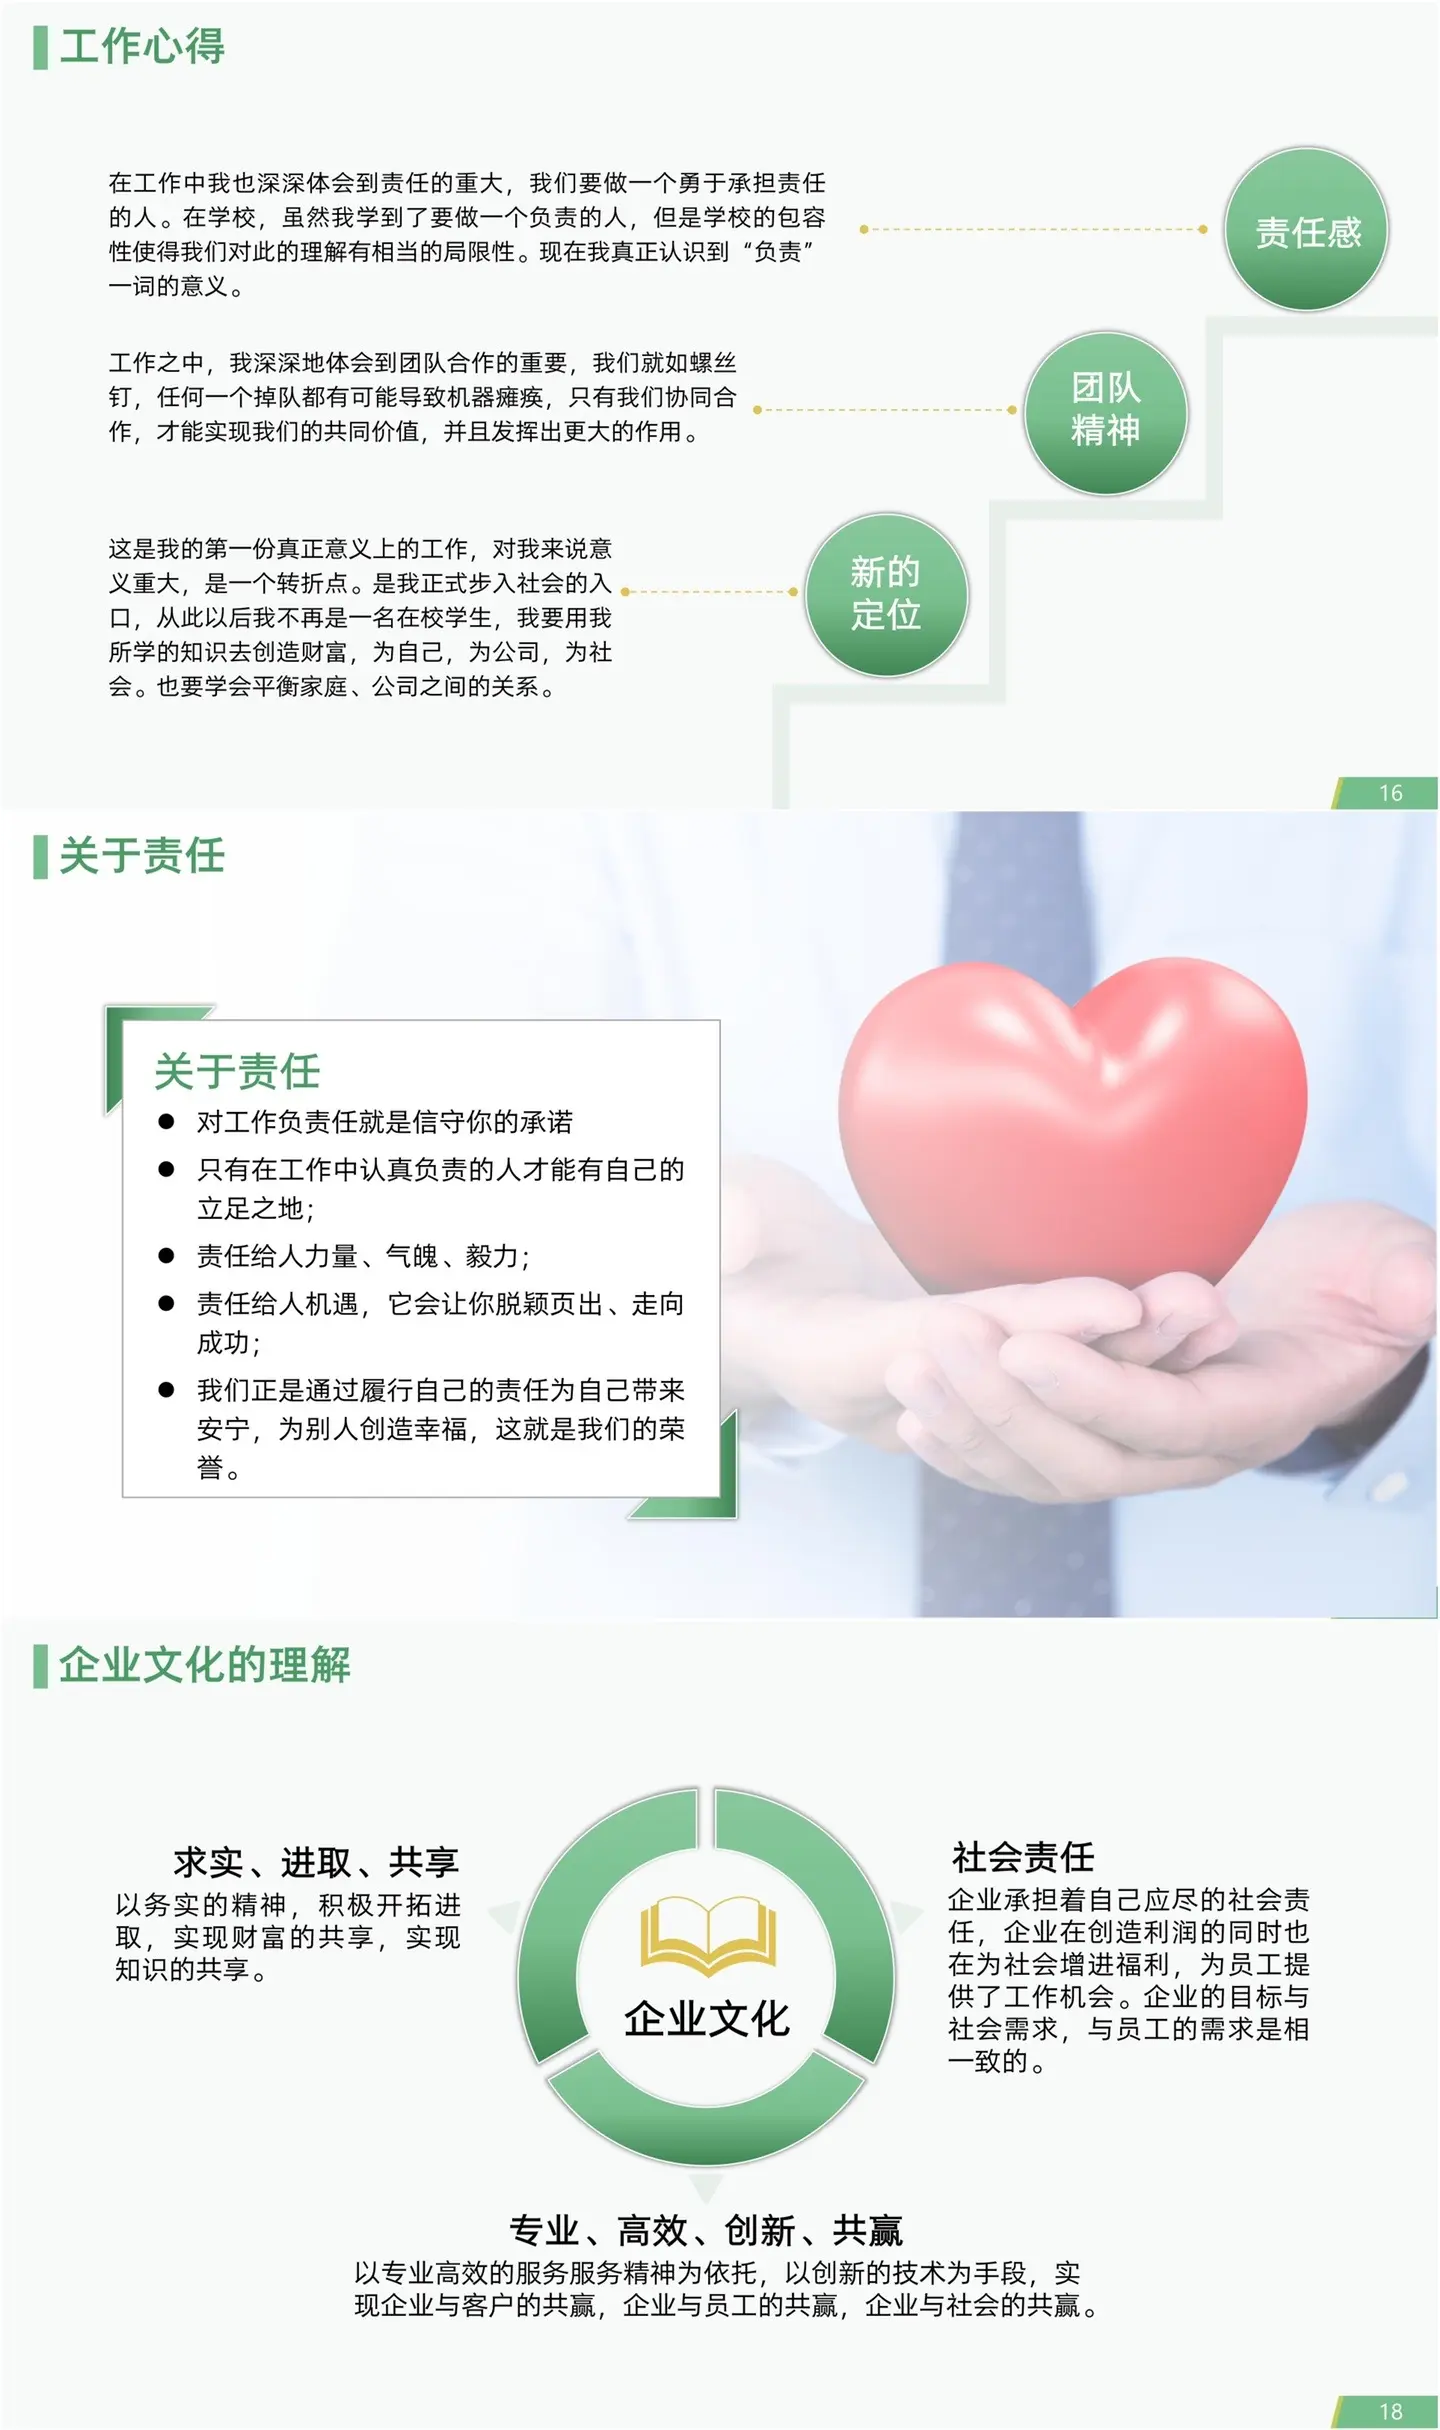 工作心得
在工作中我也深深体会到责任的重大，我们要做一个勇于承担责任
的人。在学校，虽然我学到了要做一个负责的人，但是学校的包容
性使得我们对此的理解有相当的局限性。现在我真正认识到“负责”
一词的意义。
责任感
工作之中，我深深地体会到团队合作的重要，我们就如螺丝
钉，任何一个掉队都有可能导致机器瘫痪，只有我们协同合
作，才能实现我们的共同价值，并且发挥出更大的作用。
团队
精神
这是我的第一份真正意义上的工作，对我来说意
义重大，是一个转折点。是我正式步入社会的入
口，从此以后我不再是一名在校学生，我要用我
所学的知识去创造财富，为自己，为公司，为社
会。也要学会平衡家庭、公司之间的关系。
新的
定位
16
关于责任
关于责任
● 对工作负责任就是信守你的承诺
● 只有在工作中认真负责的人才能有自己的
立足之地；
● 责任给人力量、气魄、毅力；
● 责任给人机遇，它会让你脱颖页出、走向
成功；
● 我们正是通过履行自己的责任为自己带来
安宁，为别人创造幸福，这就是我们的荣
誉。
企业文化的理解
求实、进取、共享
以务实的精神，积极开拓进
取，实现财富的共享，实现
知识的共享。
企业文化
社会责任
企业承担着自己应尽的社会责
任，企业在创造利润的同时也
在为社会增进福利，为员工提
供了工作机会。企业的目标与
社会需求，与员工的需求是相
一致的。
专业、高效、创新、共赢
以专业高效的服务服务精神为依托，以创新的技术为手段，实
现企业与客户的共赢，企业与员工的共赢，企业与社会的共赢。
18